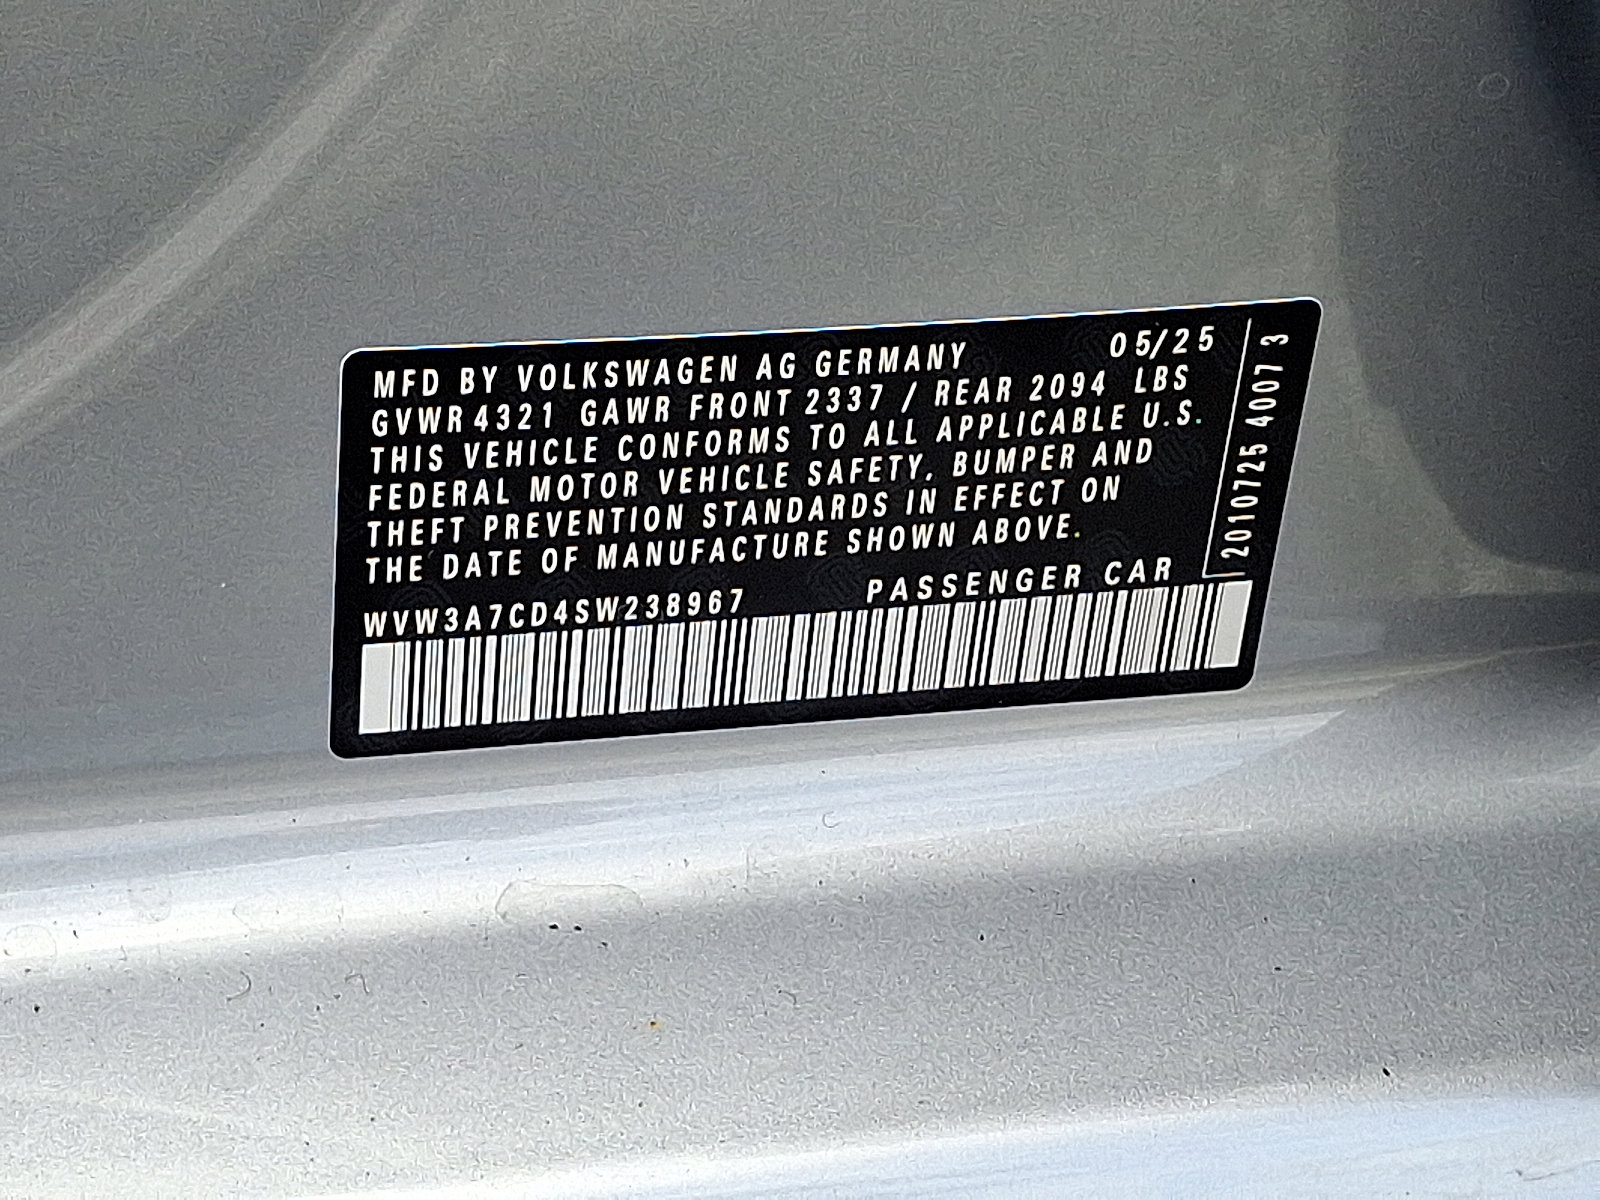 MFD BY VOLKSWAGEN AG GERMANY 05/25
GVWR 4321 GAWR FRONT 2337 / REAR 2094 LBS
THIS VEHICLE CONFORMS TO ALL APPLICABLE U.S.
FEDERAL MOTOR VEHICLE SAFETY, BUMPER AND
THEFT PREVENTION STANDARDS IN EFFECT ON
THE DATE OF MANUFACTURE SHOWN ABOVE.
WVW3A7CD4SW238967 PASSENGER CAR
12010725 4007 3